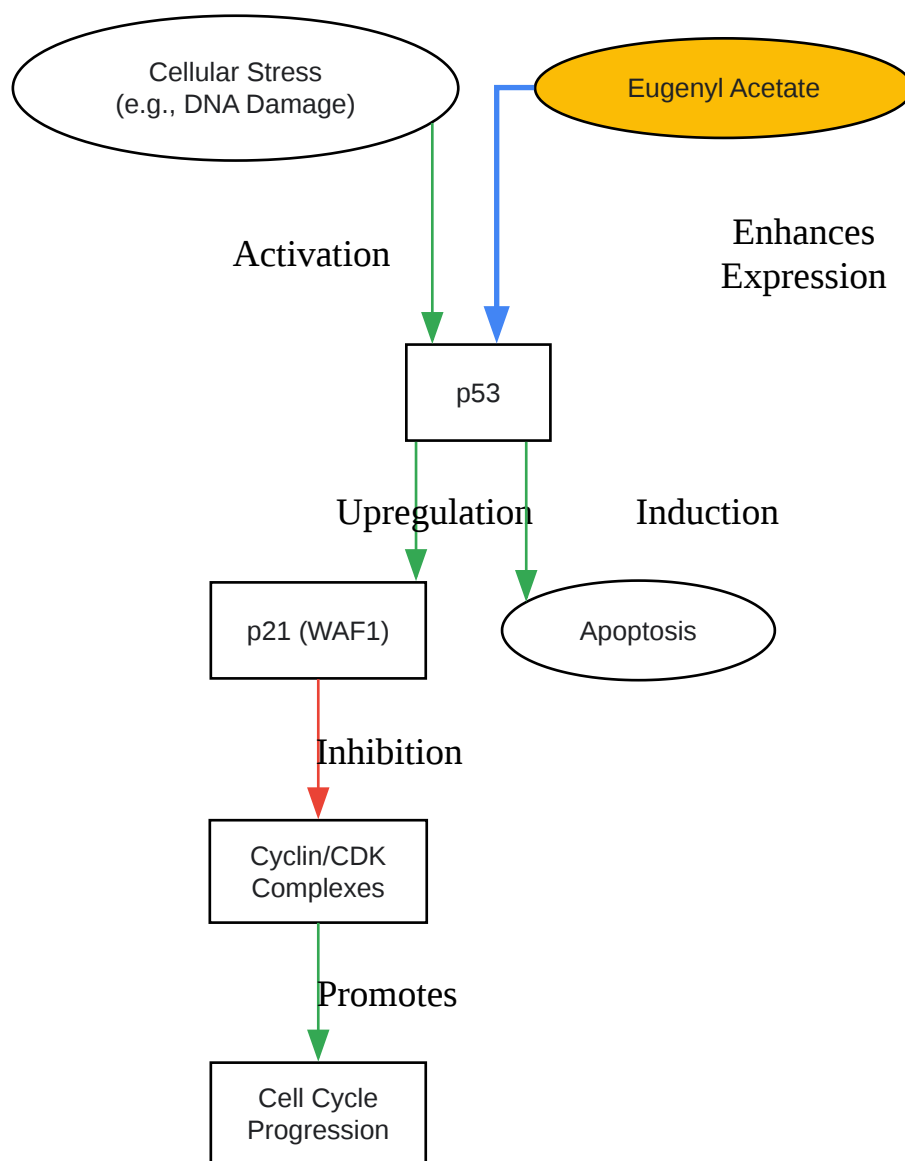 Cellular Stress
(e.g., DNA Damage)
Eugenyl Acetate
Activation
Enhances
Expression
p53
Upregulation
Induction
p21 (WAF1)
Apoptosis
Inhibition
Cyclin/CDK
Complexes
Promotes
Cell Cycle
Progression